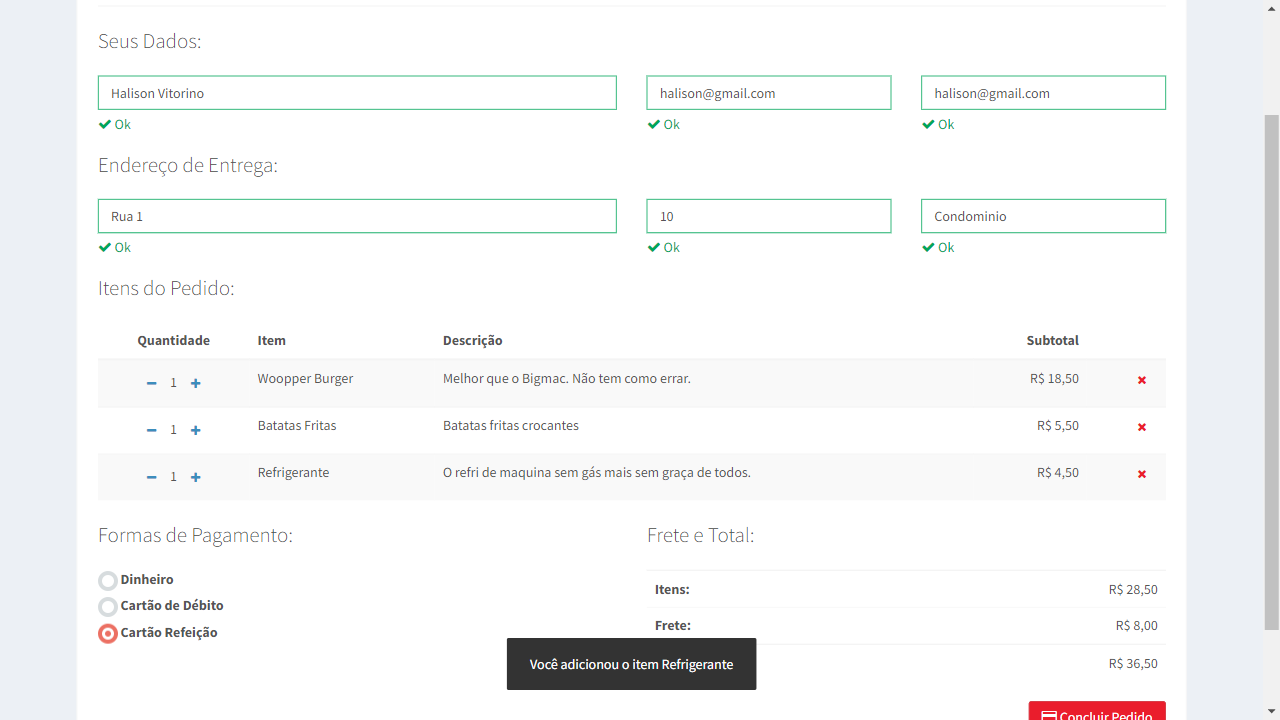 Seus Dados:
Halison Vitorino halison@gmail.com halison@gmail.com
Ok Ok Ok
Endereço de Entrega:
Rua 1 10 Condominio
Ok Ok Ok
Itens do Pedido:
Quantidade Item Descrição Subtotal
1 Woopper Burger Melhor que o Bigmac. Não tem como errar. R$ 18,50
1 Batatas Fritas Batatas fritas crocantes R$ 5,50
1 Refrigerante O refri de maquina sem gás mais sem graça de todos. R$ 4,50
Formas de Pagamento: Frete e Total:
Dinheiro
Itens: R$ 28,50
Cartão de Débito
Frete: R$ 8,00
Cartão Refeição
Você adicionou o item Refrigerante R$ 36,50
Concluir Pedido